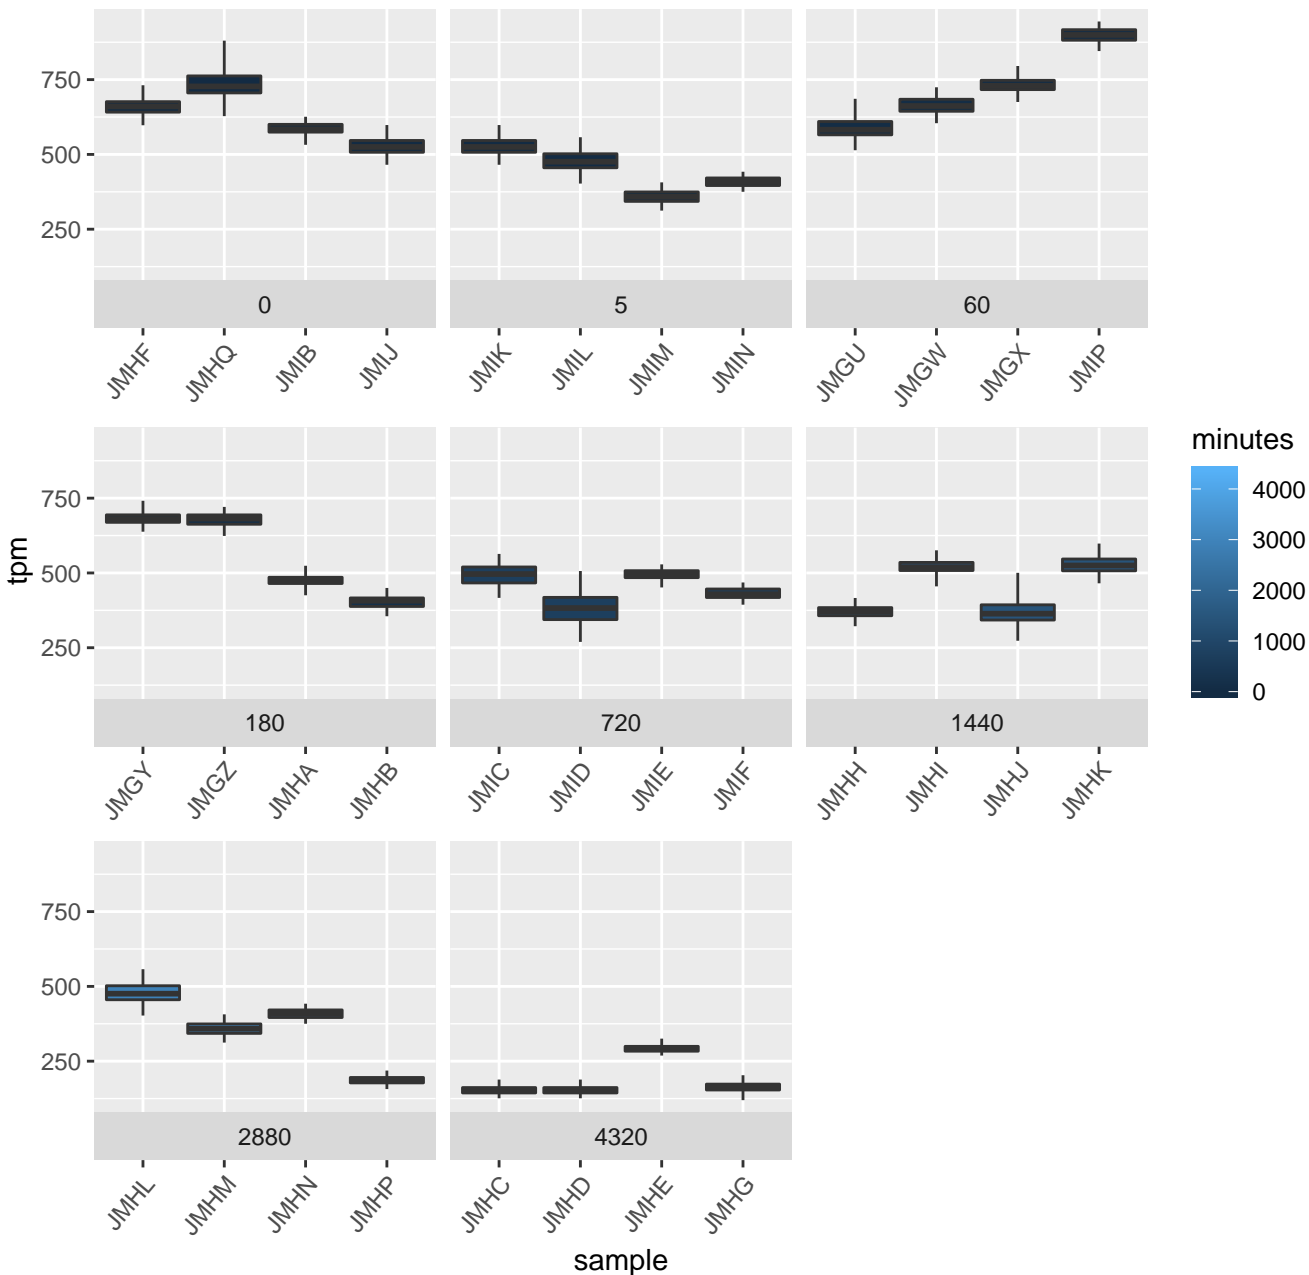 750
500
250
0
5
60
JMHF
JMHQ
JMIB
JMIJ
JMIK
JMIL
JMIM
JMIN
JMGU
JMGW
JMGX
JMIP
tpm
750
500
250
180
720
1440
JMGY
JMGZ
JMHA
JMHB
JMIC
JMID
JMIE
JMIF
JMHH
JMHI
JMHJ
JMHK
minutes
4000
3000
2000
1000
0
750
500
250
2880
4320
JMHL
JMHM
JMHN
JMHP
JMHC
JMHD
JMHE
JMHG
sample